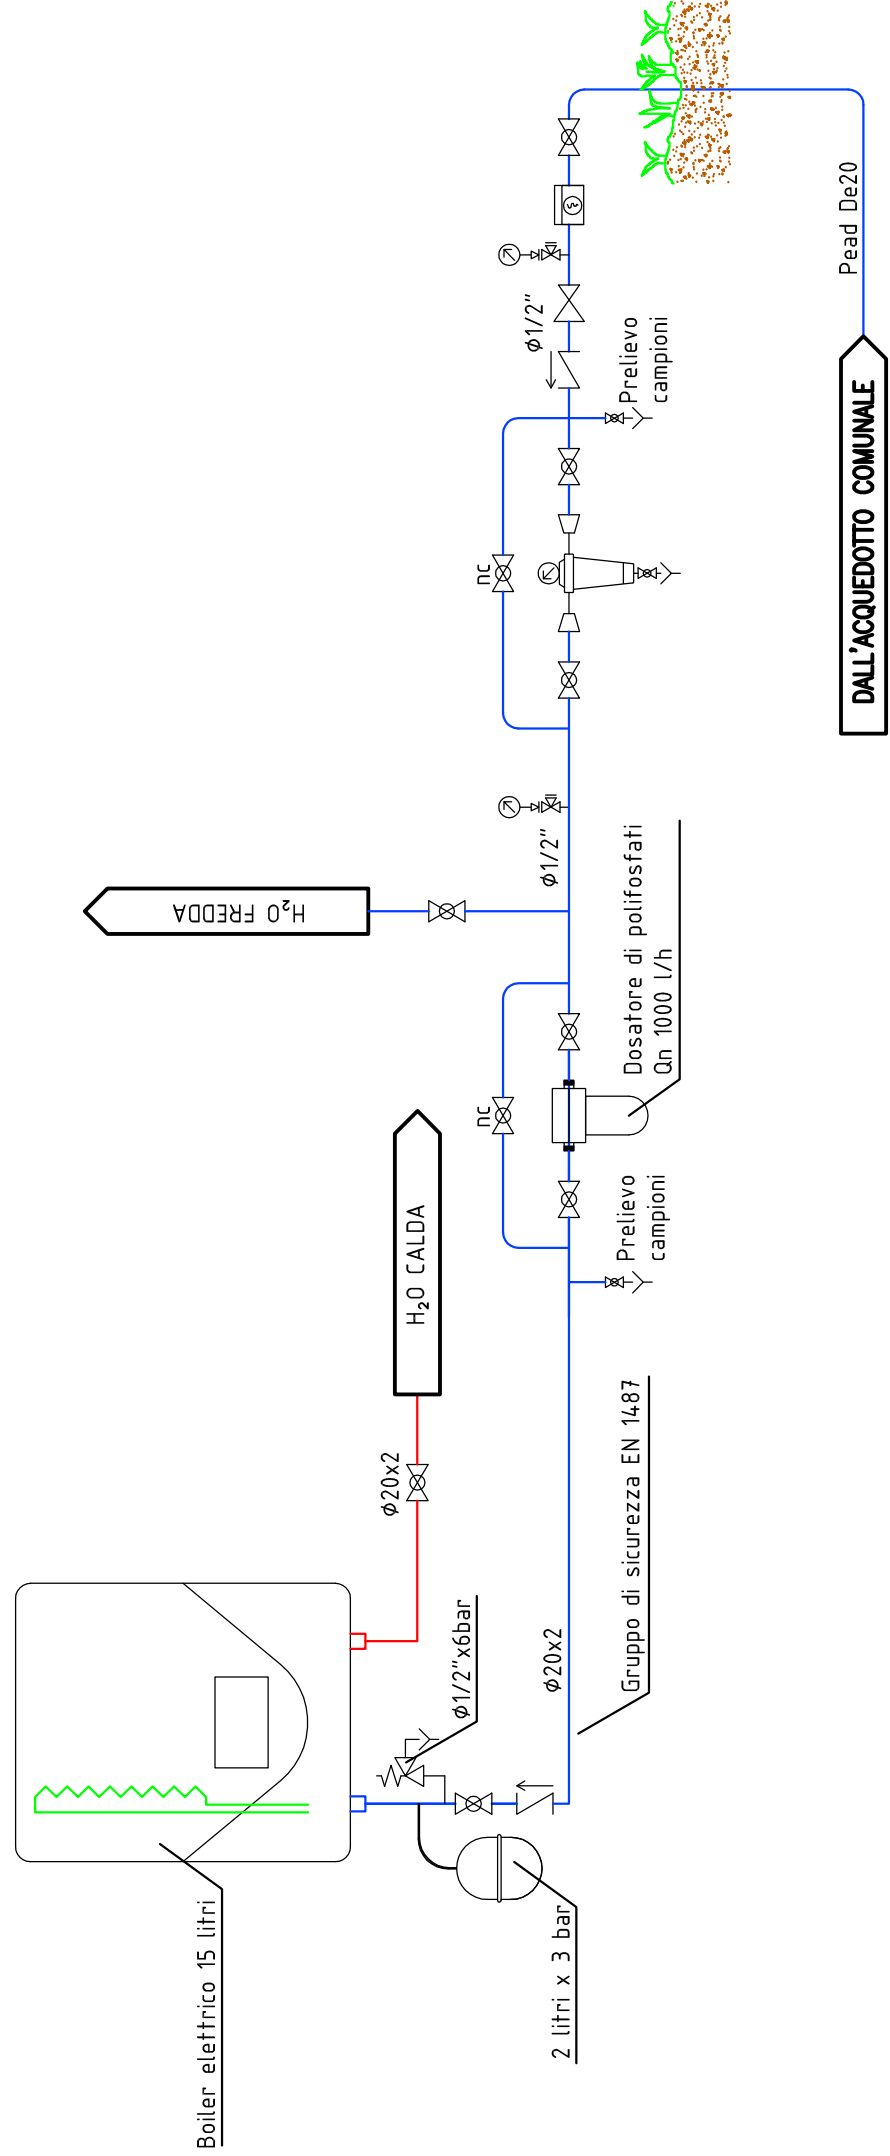 Boiler elettrico 15 litri
2 litri x 3 bar
ϕ1/2"x6bar
ϕ20x2
Gruppo di sicurezza EN 1487
ϕ20x2
H₂O CALDA
Prelievo
campioni
nc
Dosatore di polifosfati
Qn 1000 l/h
H₂O FREDDA
ϕ1/2"
nc
Prelievo
campioni
ϕ1/2"
Pead De20
DALL'ACQUEDOTTO COMUNALE